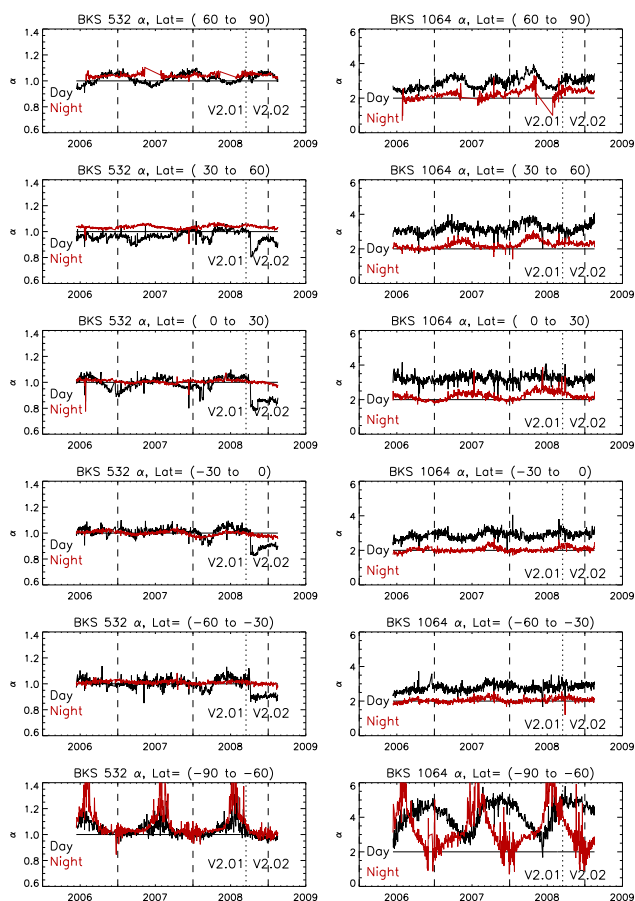 BKS 532 α, Lat= ( 60 to 90)
1.4
1.2
1.0
0.8
0.6
α
Day
Night
V2.01
V2.02
2006 2007 2008 2009
BKS 1064 α, Lat= ( 60 to 90)
6
4
2
0
α
Day
Night
V2.01
V2.02
2006 2007 2008 2009
BKS 532 α, Lat= ( 30 to 60)
1.4
1.2
1.0
0.8
0.6
α
Day
Night
V2.01
V2.02
2006 2007 2008 2009
BKS 1064 α, Lat= ( 30 to 60)
6
4
2
0
α
Day
Night
V2.01
V2.02
2006 2007 2008 2009
BKS 532 α, Lat= ( 0 to 30)
1.4
1.2
1.0
0.8
0.6
α
Day
Night
V2.01
V2.02
2006 2007 2008 2009
BKS 1064 α, Lat= ( 0 to 30)
6
4
2
0
α
Day
Night
V2.01
V2.02
2006 2007 2008 2009
BKS 532 α, Lat= (−30 to 0)
1.4
1.2
1.0
0.8
0.6
α
Day
Night
V2.01
V2.02
2006 2007 2008 2009
BKS 1064 α, Lat= (−30 to 0)
6
4
2
0
α
Day
Night
V2.01
V2.02
2006 2007 2008 2009
BKS 532 α, Lat= (−60 to −30)
1.4
1.2
1.0
0.8
0.6
α
Day
Night
V2.01
V2.02
2006 2007 2008 2009
BKS 1064 α, Lat= (−60 to −30)
6
4
2
0
α
Day
Night
V2.01
V2.02
2006 2007 2008 2009
BKS 532 α, Lat= (−90 to −60)
1.4
1.2
1.0
0.8
0.6
α
Day
Night
V2.01
V2.02
2006 2007 2008 2009
BKS 1064 α, Lat= (−90 to −60)
6
4
2
0
α
Day
Night
V2.01
V2.02
2006 2007 2008 2009